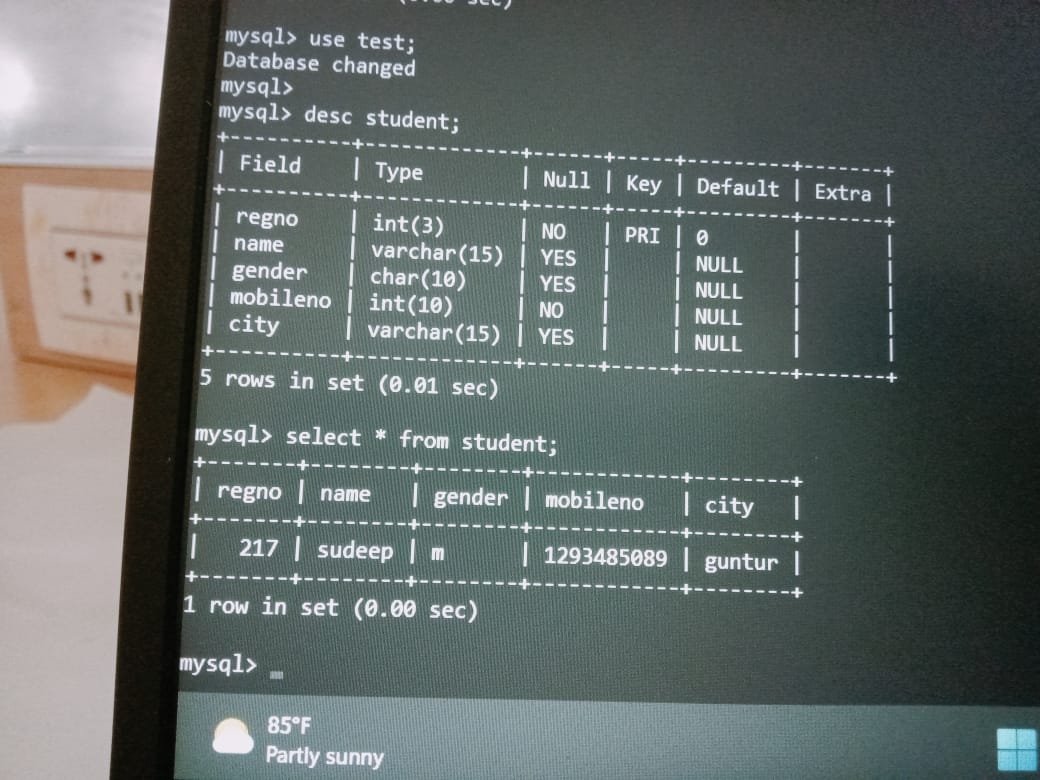 mysql> use test;
Database changed
mysql>
mysql> desc student;
+-----------+-------------+------+-----+---------+-------+
| Field | Type | Null | Key | Default | Extra |
+-----------+-------------+------+-----+---------+-------+
| regno | int(3) | NO | PRI | 0 | |
| name | varchar(15) | YES | | NULL | |
| gender | char(10) | YES | | NULL | |
| mobileno | int(10) | NO | | NULL | |
| city | varchar(15) | YES | | NULL | |
+-----------+-------------+------+-----+---------+-------+
5 rows in set (0.01 sec)
mysql> select * from student;
+-------+--------+--------+------------+--------+
| regno | name | gender | mobileno | city |
+-------+--------+--------+------------+--------+
| 217 | sudeep | m | 1293485089 | guntur |
+-------+--------+--------+------------+--------+
1 row in set (0.00 sec)
mysql>
85°F
Partly sunny